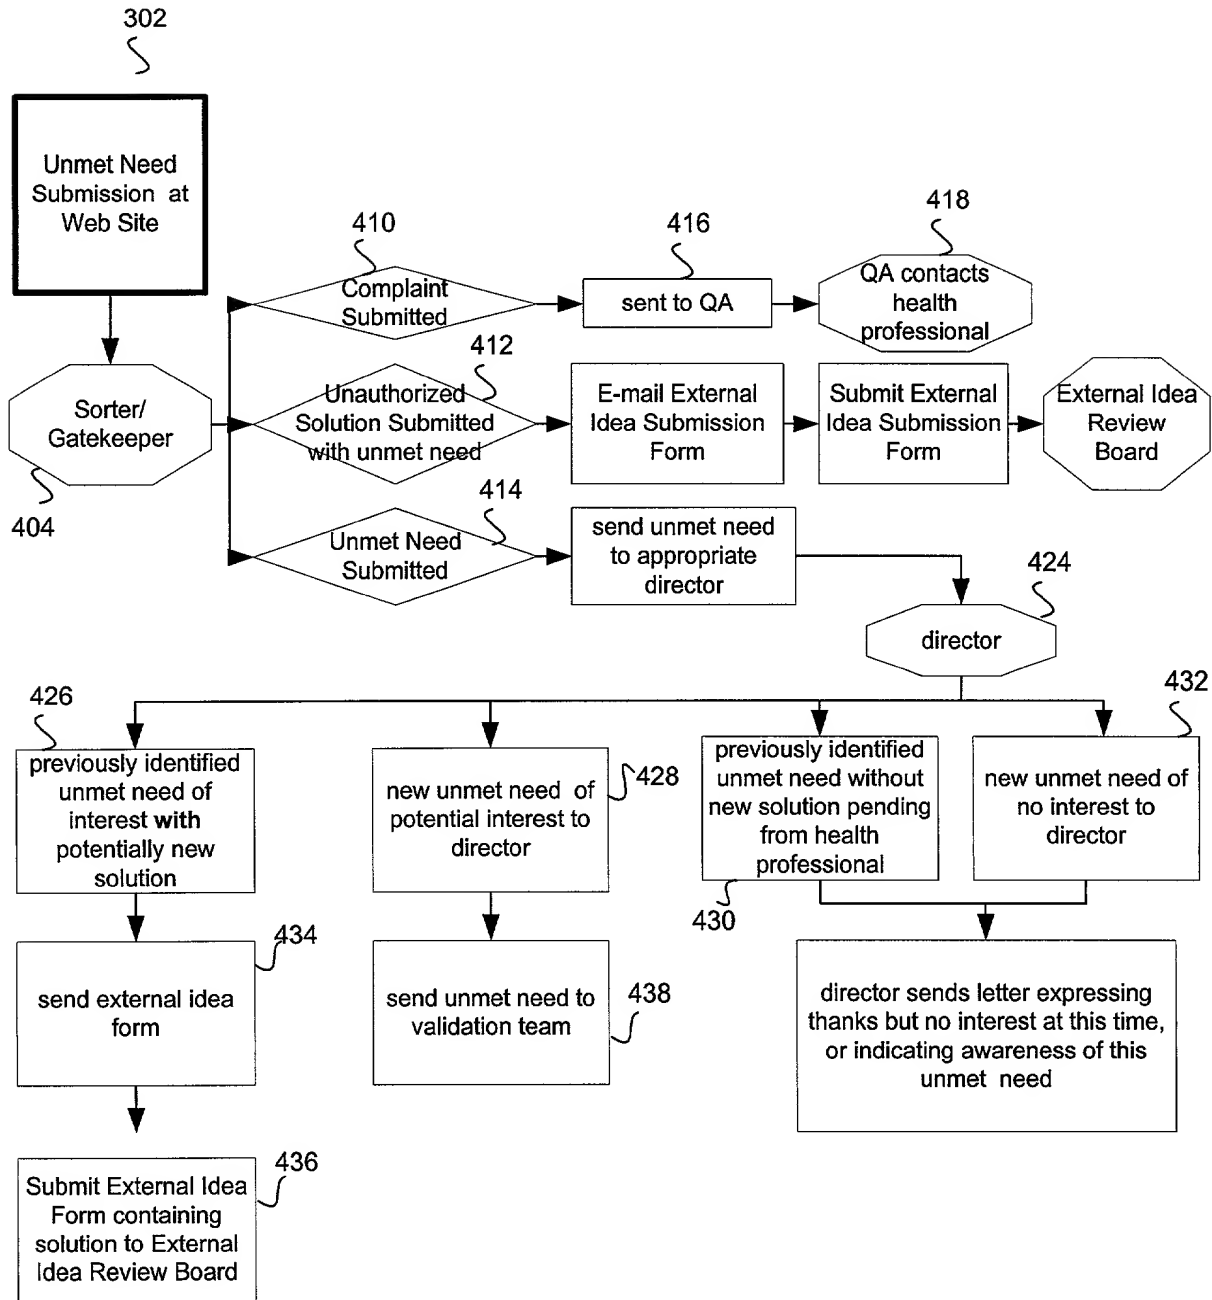 302
Unmet Need
Submission at
Web Site
410
416
418
Complaint
Submitted
sent to QA
QA contacts
health
professional
Sorter/
Gatekeeper
404
412
Unauthorized
Solution Submitted
with unmet need
E-mail External
Idea Submission
Form
Submit External
Idea Submission
Form
External Idea
Review
Board
414
Unmet Need
Submitted
send unmet need
to appropriate
director
424
director
426
previously identified
unmet need of
interest with
potentially new
solution
new unmet need of
potential interest to
director
428
previously identified
unmet need without
new solution pending
from health
professional
430
432
new unmet need of
no interest to
director
434
send external idea
form
send unmet need to
validation team
438
director sends letter expressing
thanks but no interest at this time,
or indicating awareness of this
unmet need
436
Submit External Idea
Form containing
solution to External
Idea Review Board